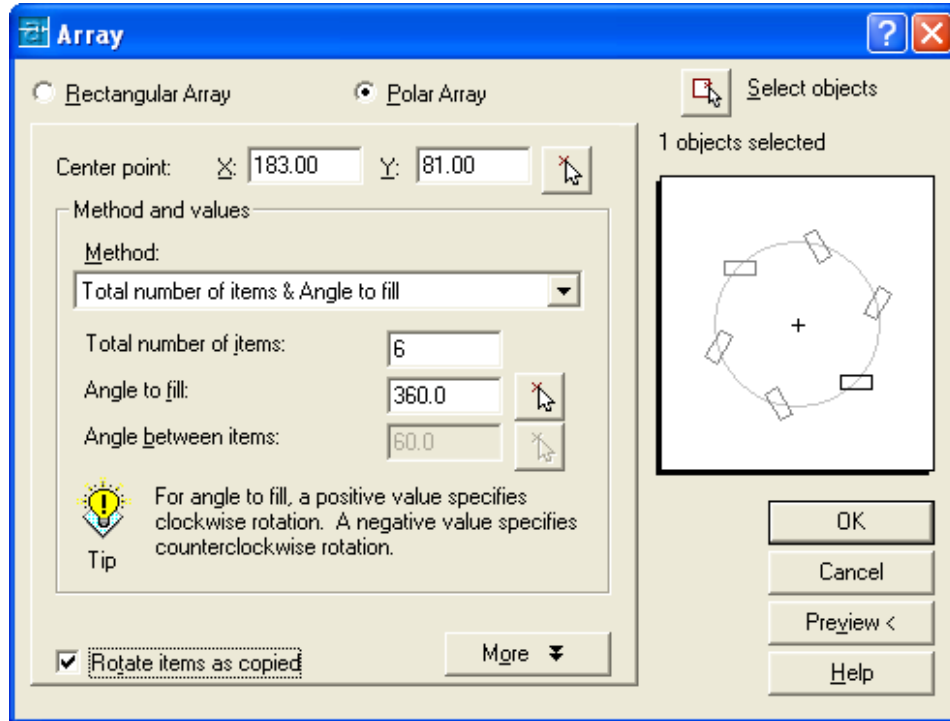 Array
Rectangular Array
Polar Array
Select objects
1 objects selected
Center point: X: 183.00 Y: 81.00
Method and values
Method:
Total number of items & Angle to fill
Total number of items: 6
Angle to fill: 360.0
Angle between items: 60.0
For angle to fill, a positive value specifies
clockwise rotation. A negative value specifies
counterclockwise rotation.
Tip
Rotate items as copied
More
OK
Cancel
Preview <
Help